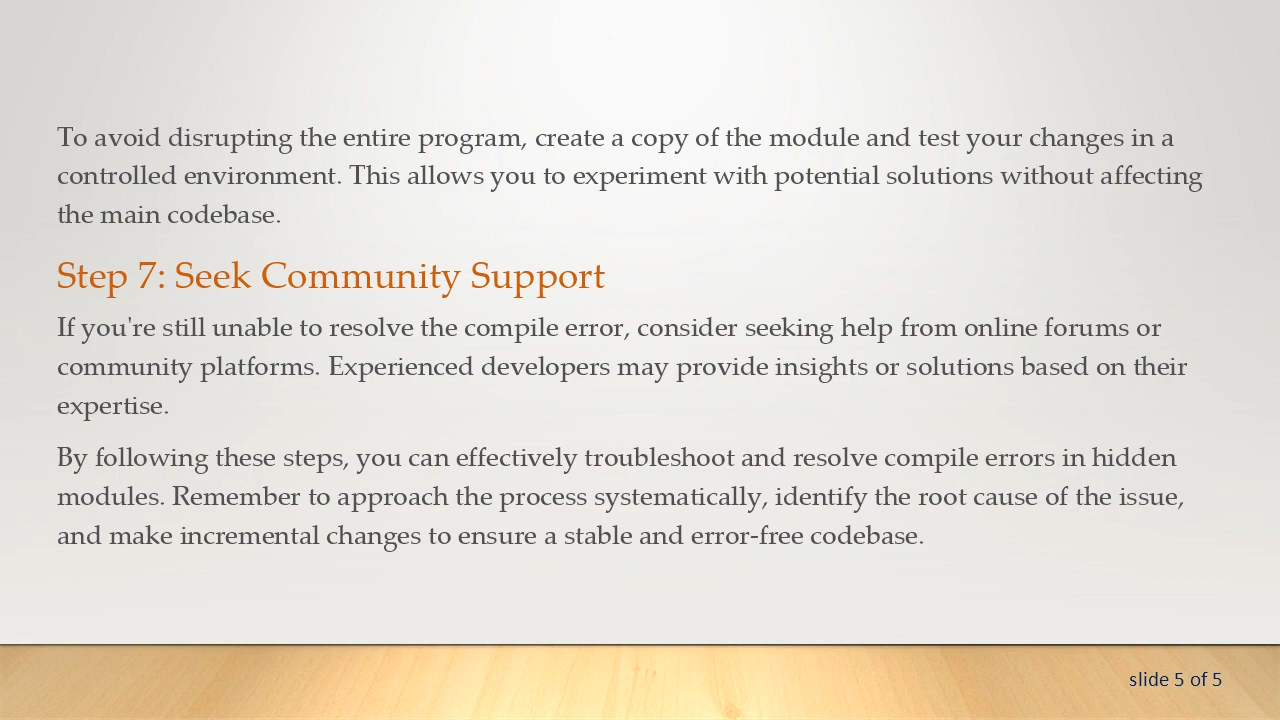 To avoid disrupting the entire program, create a copy of the module and test your changes in a
controlled environment. This allows you to experiment with potential solutions without affecting
the main codebase.
Step 7: Seek Community Support
If you're still unable to resolve the compile error, consider seeking help from online forums or
community platforms. Experienced developers may provide insights or solutions based on their
expertise.
By following these steps, you can effectively troubleshoot and resolve compile errors in hidden
modules. Remember to approach the process systematically, identify the root cause of the issue,
and make incremental changes to ensure a stable and error-free codebase.
slide 5 of 5